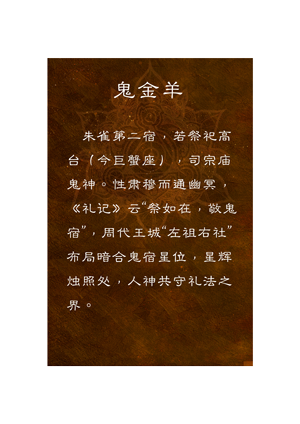 鬼金羊
朱雀第二宿，若祭祀高
台（今巨蟹座），司宗庙
鬼神。性肃穆而通幽冥，
《礼记》云“祭如在，敬鬼
宿”，周代王城“左祖右社”
布局暗合鬼宿星位，星辉
烛照处，人神共守礼法之
界。